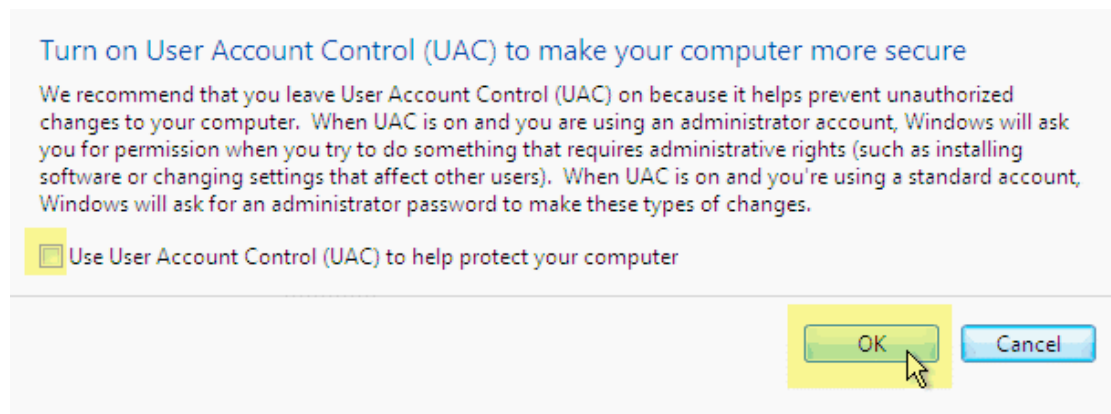 Turn on User Account Control (UAC) to make your computer more secure
We recommend that you leave User Account Control (UAC) on because it helps prevent unauthorized
changes to your computer.  When UAC is on and you are using an administrator account, Windows will ask
you for permission when you try to do something that requires administrative rights (such as installing
software or changing settings that affect other users).  When UAC is on and you're using a standard account,
Windows will ask for an administrator password to make these types of changes.
Use User Account Control (UAC) to help protect your computer
OK Cancel